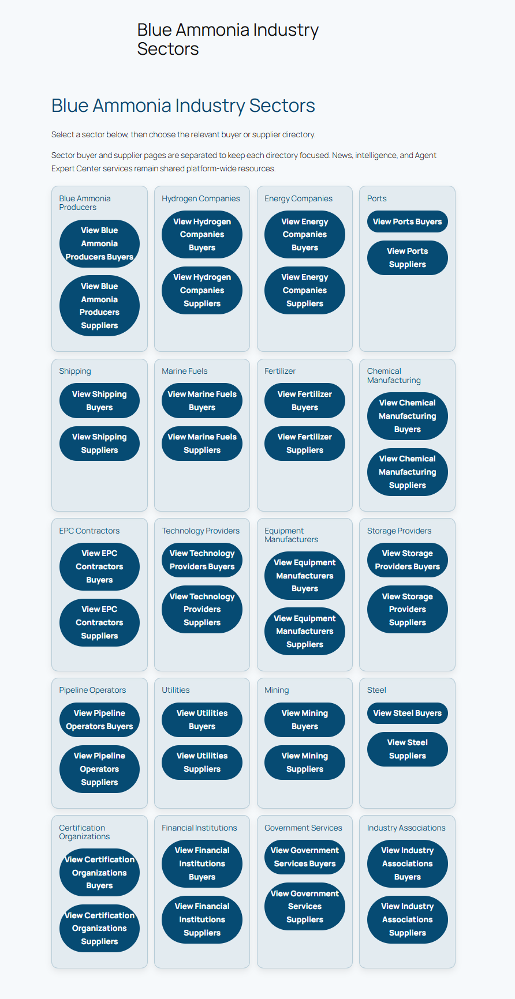 Blue Ammonia Industry
Sectors
Blue Ammonia Industry Sectors
Select a sector below, then choose the relevant buyer or supplier directory.
Sector buyer and supplier pages are separated to keep each directory focused. News, intelligence, and Agent
Expert Center services remain shared platform-wide resources.
Blue Ammonia
Producers
View Blue
Ammonia
Producers Buyers
View Blue
Ammonia
Producers
Suppliers
Hydrogen Companies
View Hydrogen
Companies
Buyers
View Hydrogen
Companies
Suppliers
Energy Companies
View Energy
Companies
Buyers
View Energy
Companies
Suppliers
Ports
View Ports Buyers
View Ports
Suppliers
Shipping
View Shipping
Buyers
View Shipping
Suppliers
Marine Fuels
View Marine Fuels
Buyers
View Marine Fuels
Suppliers
Fertilizer
View Fertilizer
Buyers
View Fertilizer
Suppliers
Chemical
Manufacturing
View Chemical
Manufacturing
Buyers
View Chemical
Manufacturing
Suppliers
EPC Contractors
View EPC
Contractors
Buyers
View EPC
Contractors
Suppliers
Technology Providers
View Technology
Providers Buyers
View Technology
Providers
Suppliers
Equipment
Manufacturers
View Equipment
Manufacturers
Buyers
View Equipment
Manufacturers
Suppliers
Storage Providers
View Storage
Providers Buyers
View Storage
Providers
Suppliers
Pipeline Operators
View Pipeline
Operators Buyers
View Pipeline
Operators
Suppliers
Utilities
View Utilities
Buyers
View Utilities
Suppliers
Mining
View Mining
Buyers
View Mining
Suppliers
Steel
View Steel Buyers
View Steel
Suppliers
Certification
Organizations
View Certification
Organizations
Buyers
View Certification
Organizations
Suppliers
Financial Institutions
View Financial
Institutions
Buyers
View Financial
Institutions
Suppliers
Government Services
View Government
Services Buyers
View Government
Services
Suppliers
Industry Associations
View Industry
Associations
Buyers
View Industry
Associations
Suppliers